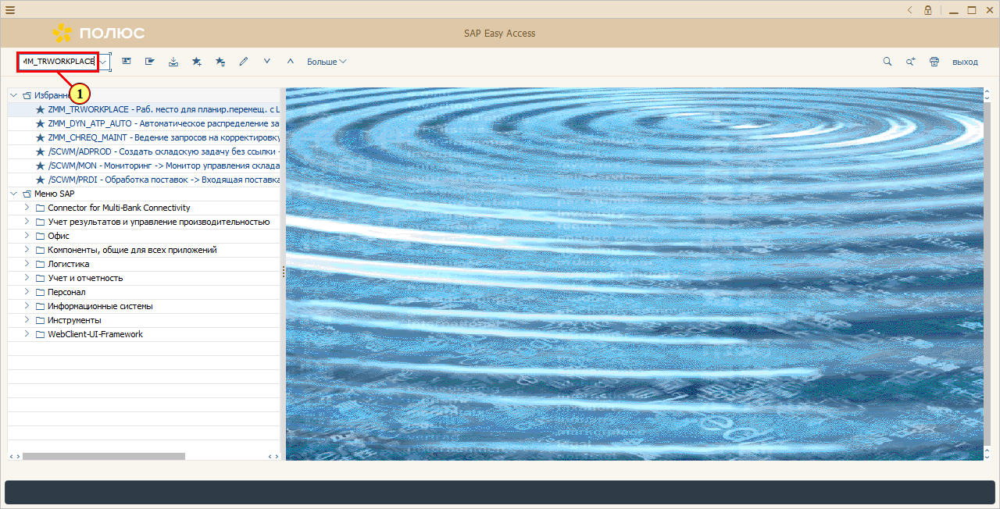 ПОЛЮС
SAP Easy Access
MM_TRWORKPLACE
Больше
выход
1
Избранн
ZMM_TRWORKPLACE - Раб. место для планир.перемещ. с L
ZMM_DYN_ATP_AUTO - Автоматическое распределение за
ZMM_CHREQ_MAINT - Ведение запросов на корректировку
/SCWM/ADPROD - Создать складскую задачу без ссылки -
/SCWM/MON - Мониторинг -> Монитор управления склада
/SCWM/PRDI - Обработка поставок -> Входящая поставка
Меню SAP
Connector for Multi-Bank Connectivity
Учет результатов и управление производительностью
Офис
Компоненты, общие для всех приложений
Логистика
Учет и отчетность
Персонал
Информационные системы
Инструменты
WebClient-UI-Framework